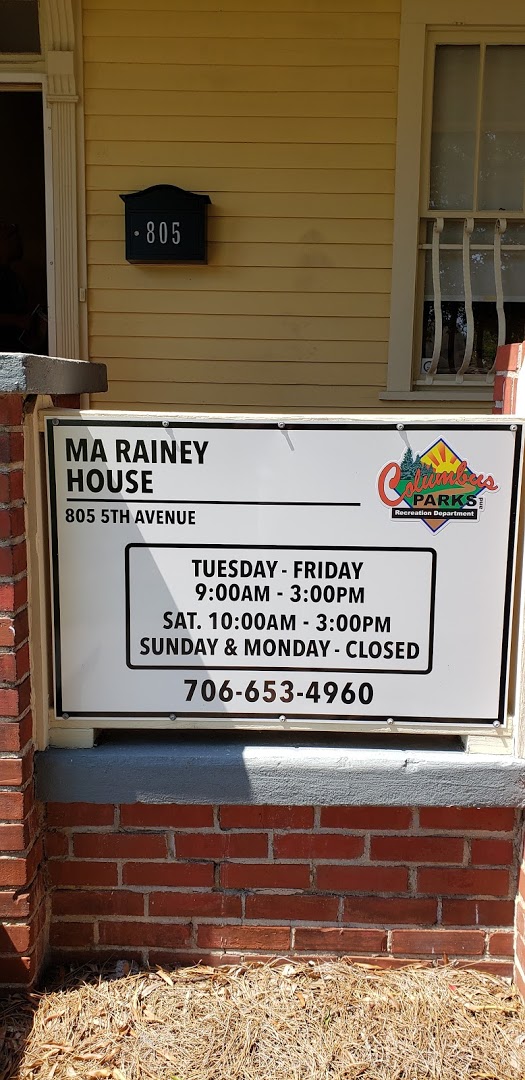 805
MA RAINEY
HOUSE
805 5TH AVENUE
Columbus
PARKS and
Recreation Department
TUESDAY - FRIDAY
9:00AM - 3:00PM
SAT. 10:00AM - 3:00PM
SUNDAY & MONDAY - CLOSED
706-653-4960